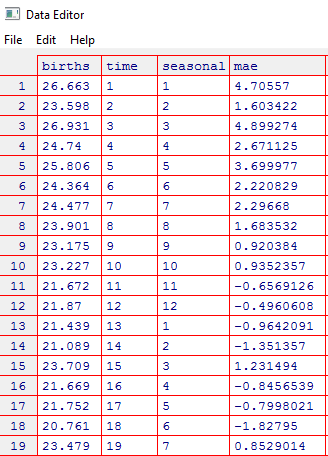 Data Editor
File Edit Help
births time seasonal mae
1 26.663 1 1 4.70557
2 23.598 2 2 1.603422
3 26.931 3 3 4.899274
4 24.74 4 4 2.671125
5 25.806 5 5 3.699977
6 24.364 6 6 2.220829
7 24.477 7 7 2.29668
8 23.901 8 8 1.683532
9 23.175 9 9 0.920384
10 23.227 10 10 0.9352357
11 21.672 11 11 -0.6569126
12 21.87 12 12 -0.4960608
13 21.439 13 1 -0.9642091
14 21.089 14 2 -1.351357
15 23.709 15 3 1.231494
16 21.669 16 4 -0.8456539
17 21.752 17 5 -0.7998021
18 20.761 18 6 -1.82795
19 23.479 19 7 0.8529014